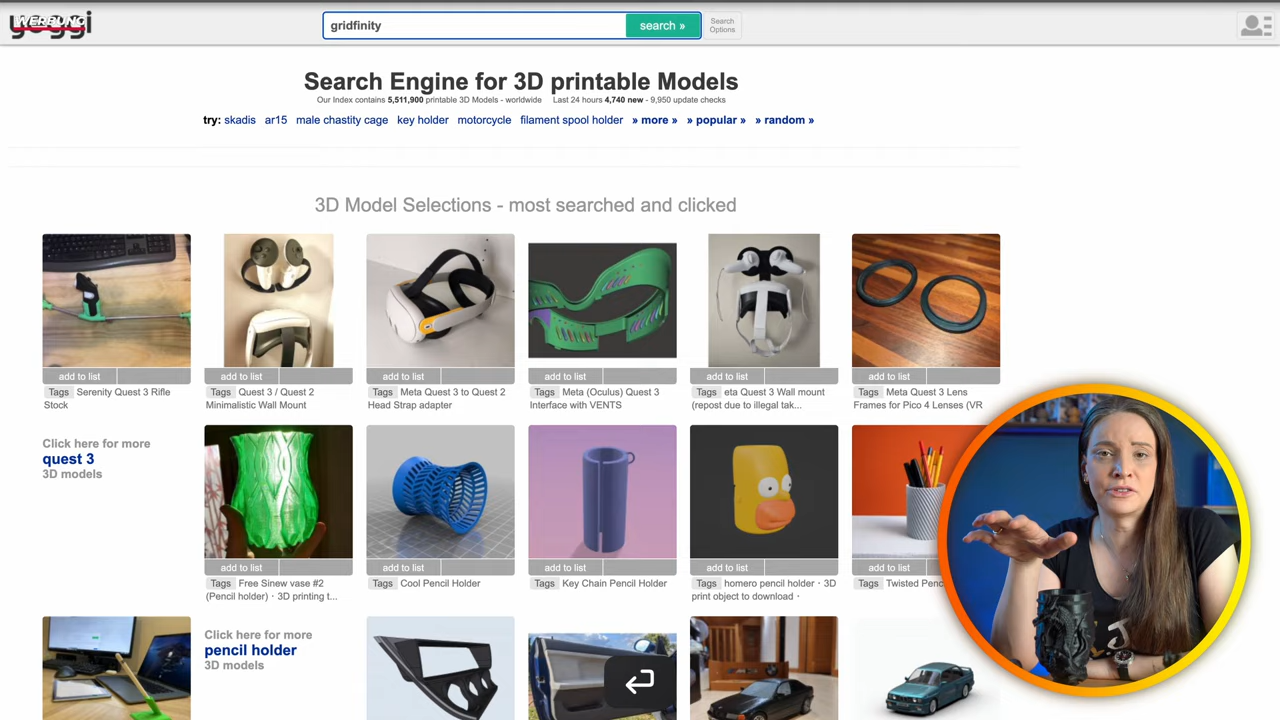 WERBUNG
yeggi
gridfinity
search »
Search
Options
Search Engine for 3D printable Models
Our Index contains 5,511,900 printable 3D Models - worldwide Last 24 hours 4,740 new - 9,950 update checks
try: skadis ar15 male chastity cage key holder motorcycle filament spool holder » more » » popular » » random »
3D Model Selections - most searched and clicked
add to list add to list add to list add to list add to list add to list
Tags Serenity Quest 3 Rifle
Stock
Tags Quest 3 / Quest 2
Minimalistic Wall Mount
Tags Meta Quest 3 to Quest 2
Head Strap adapter
Tags Meta (Oculus) Quest 3
Interface with VENTS
Tags eta Quest 3 Wall mount
(repost due to illegal tak...
Tags Meta Quest 3 Lens
Frames for Pico 4 Lenses (VR
Click here for more
quest 3
3D models
add to list add to list add to list add to list add to list
Tags Free Sinew vase #2
(Pencil holder) · 3D printing t...
Tags Cool Pencil Holder
Tags Key Chain Pencil Holder
Tags homero pencil holder · 3D
print object to download ·
Tags Twisted Penc
Click here for more
pencil holder
3D models